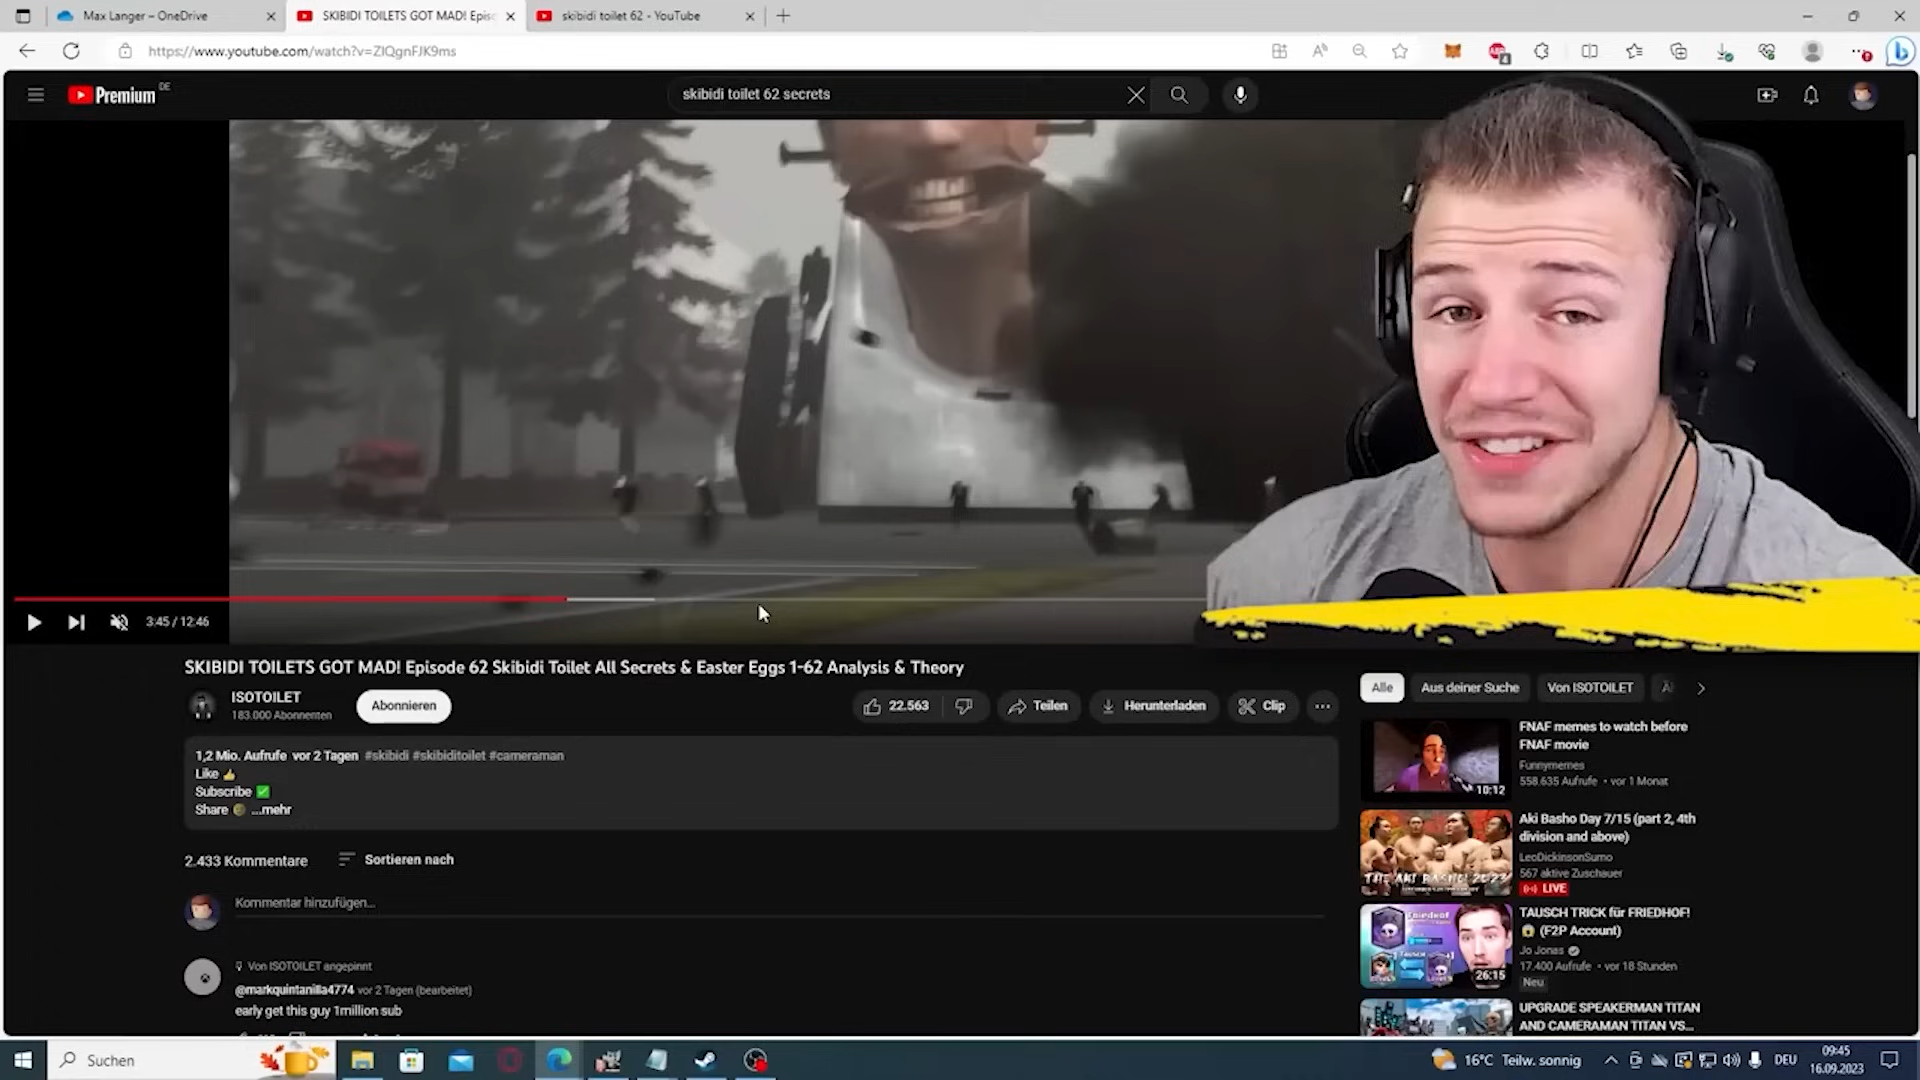 Max Langer – OneDrive
SKIBIDI TOILETS GOT MAD! Episo
skibidi toilet 62 - YouTube
https://www.youtube.com/watch?v=ZIQgnFJK9ms
Premium DE
skibidi toilet 62 secrets
3:45 / 12:46
SKIBIDI TOILETS GOT MAD! Episode 62 Skibidi Toilet All Secrets & Easter Eggs 1-62 Analysis & Theory
ISOTOILET
183.000 Abonnenten
Abonnieren
22.563
Teilen
Herunterladen
Clip
1,2 Mio. Aufrufe vor 2 Tagen #skibidi #skibiditoilet #cameraman
Like 👍
Subscribe ✅
Share ...mehr
2.433 Kommentare
Sortieren nach
Kommentar hinzufügen...
Von ISOTOILET angepinnt
@markquintanilla4774 vor 2 Tagen (bearbeitet)
early get this guy 1million sub
Alle
Aus deiner Suche
Von ISOTOILET
FNAF memes to watch before
FNAF movie
Funnymemes
558.635 Aufrufe • vor 1 Monat
10:12
Aki Basho Day 7/15 (part 2, 4th
division and above)
LeoDickinsonSumo
567 aktive Zuschauer
LIVE
THE AKI BASHO! 2023
TAUSCH TRICK für FRIEDHOF!
😱 (F2P Account)
Jo Jonas
17.400 Aufrufe • vor 18 Stunden
Neu
Friedhof
TAUSCH
26:15
UPGRADE SPEAKERMAN TITAN
AND CAMERAMAN TITAN VS...
Suchen
16°C Teilw. sonnig
DEU
09:45
16.09.2023